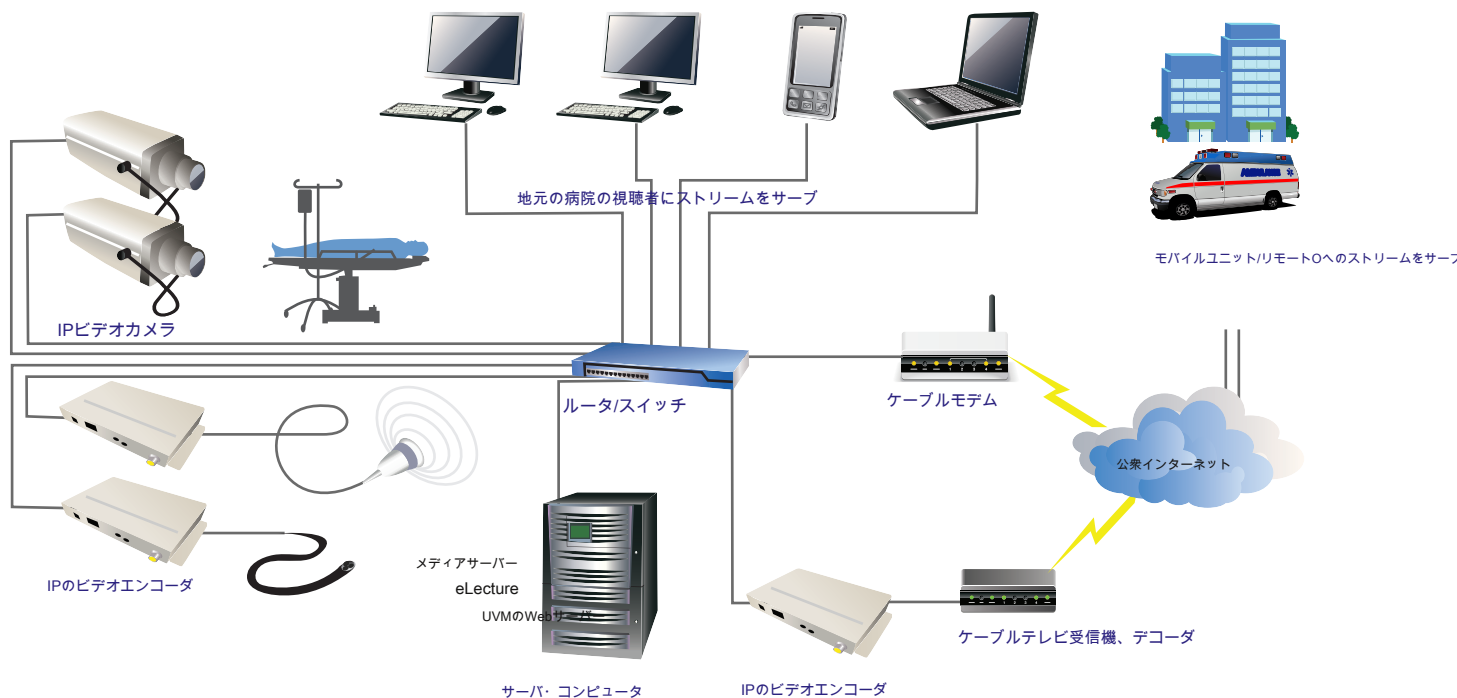 地元の病院の視聴者にストリームをサーブ
AMBULANCE
モバイルユニット/リモートOへのストリームをサーブ
IPビデオカメラ
ルータ/スイッチ
ケーブルモデム
公衆インターネット
メディアサーバー
eLecture
UVMのWebサーバ
IPのビデオエンコーダ
ケーブルテレビ受信機、デコーダ
サーバ・コンピュータ
IPのビデオエンコーダ